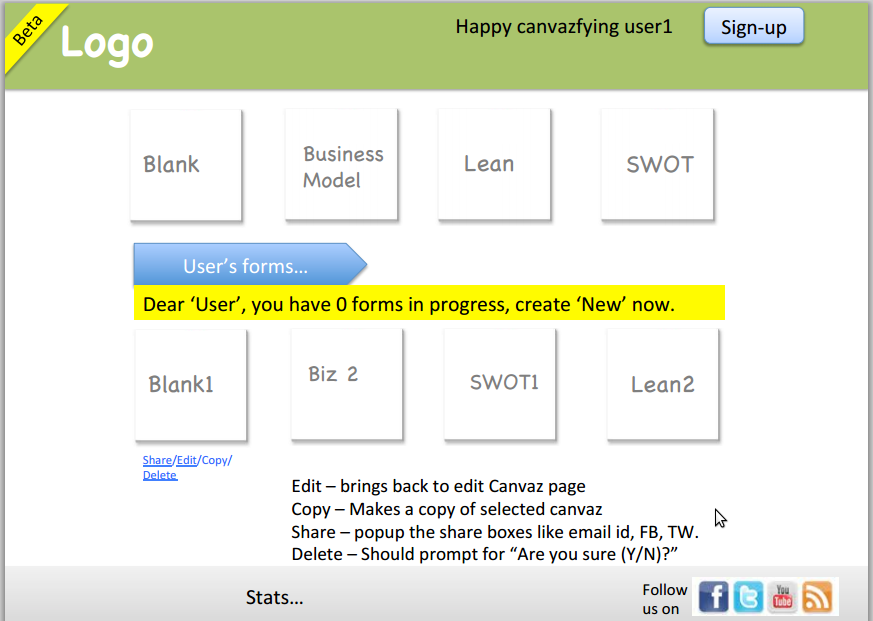 Beta
Logo
Happy canvazfying user1
Sign-up
Blank
Business
Model
Lean
SWOT
User’s forms…
Dear ‘User’, you have 0 forms in progress, create ‘New’ now.
Blank1
Biz 2
SWOT1
Lean2
Share/Edit/Copy/
Delete
Edit – brings back to edit Canvaz page
Copy – Makes a copy of selected canvaz
Share – popup the share boxes like email id, FB, TW.
Delete – Should prompt for “Are you sure (Y/N)?”
Stats…
Follow
us on
You
Tube